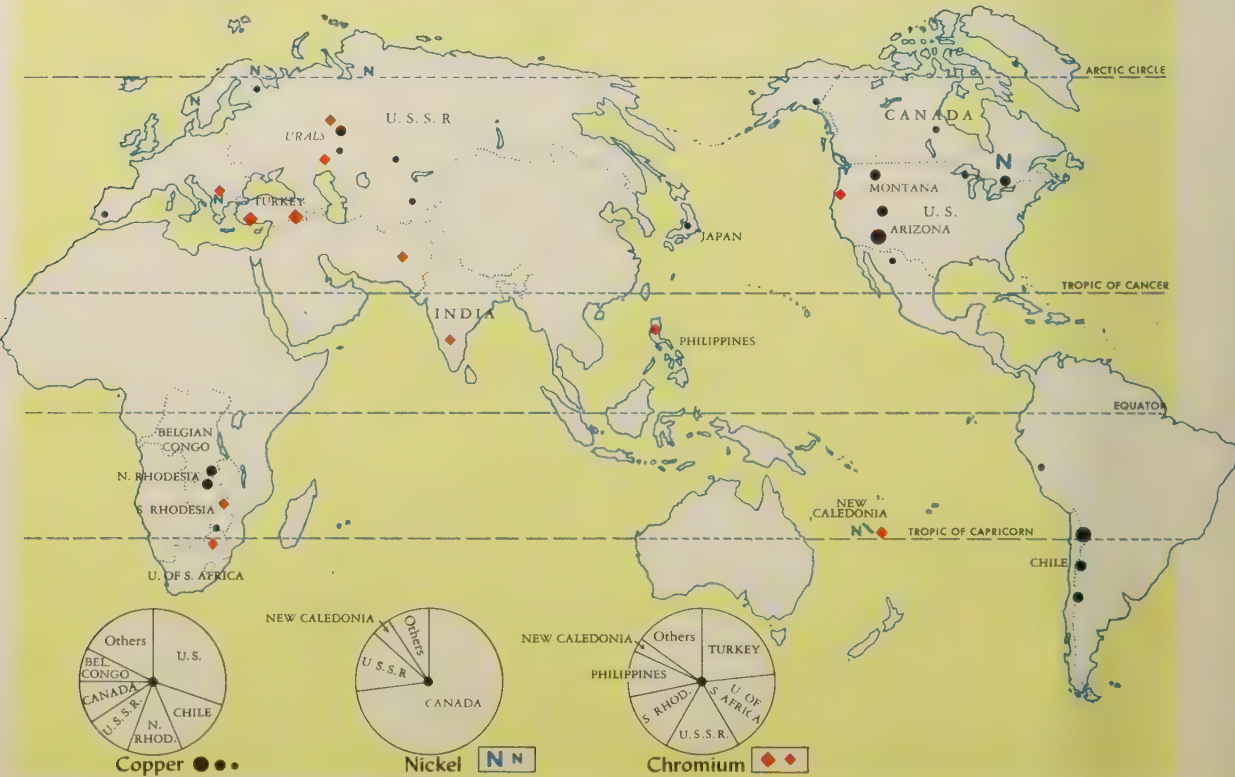 ARCTIC CIRCLE
N
N
N
U. S. S. R
CANADA
URALS
N
MONTANA
TURKEY
N
U. S.
ARIZONA
JAPAN
TROPIC OF CANCER
INDIA
PHILIPPINES
EQUATOR
BELGIAN
CONGO
N. RHODESIA
S RHODESIA
NEW
CALEDONIA
N
TROPIC OF CAPRICORN
CHILE
U. OF S. AFRICA
Others
U.S.
BEL.
CONGO
CANADA
U.S.S.R.
N.
RHOD.
CHILE
Copper
NEW CALEDONIA
Others
U S.S.R
CANADA
Nickel N N
NEW CALEDONIA
Others
TURKEY
PHILIPPINES
S RHOD.
U. OF
S AFRICA
U.S.S.R.
Chromium